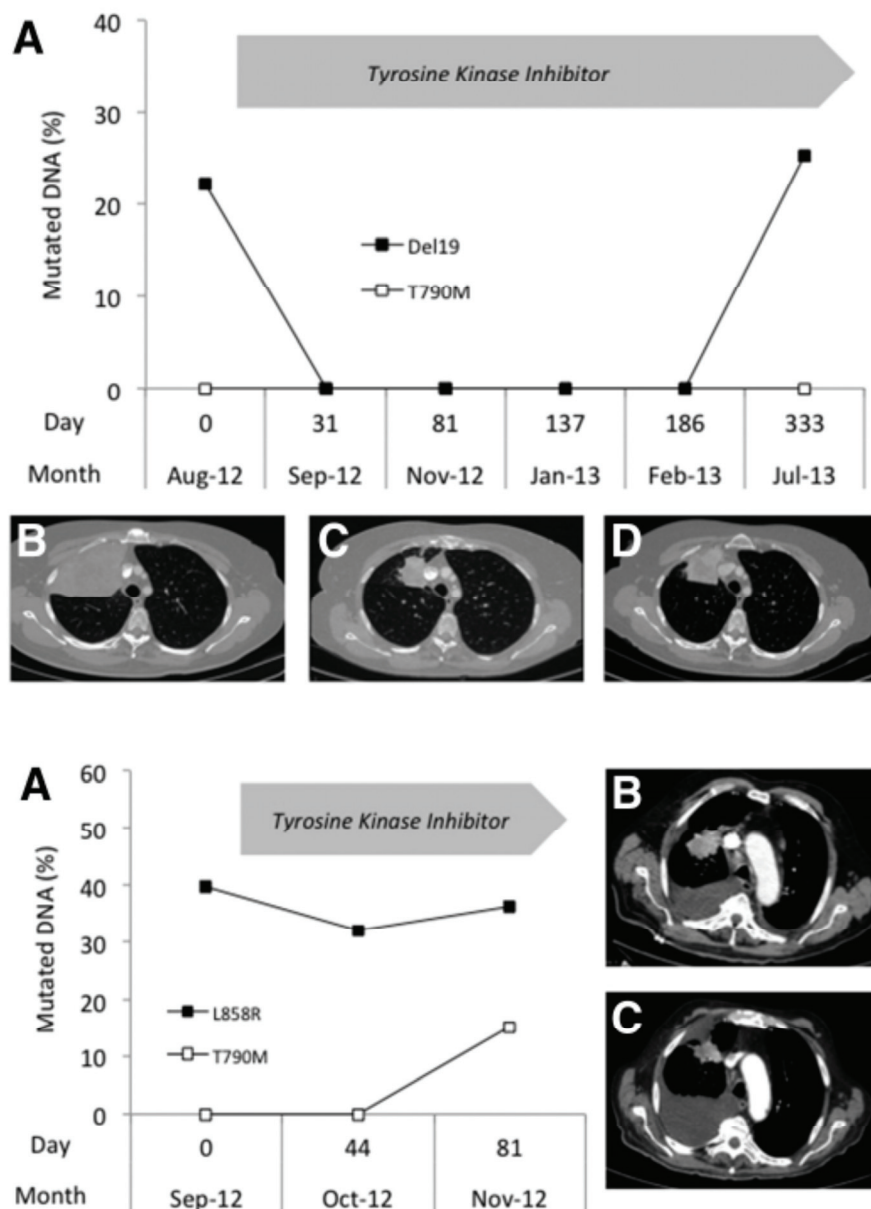 A
40
Tyrosine Kinase Inhibitor
30
Mutated DNA (%)
20
Del19
T790M
10
0
Day 0 31 81 137 186 333
Month Aug-12 Sep-12 Nov-12 Jan-13 Feb-13 Jul-13
B C D
A
60
Tyrosine Kinase Inhibitor
50
40
Mutated DNA (%)
30
20
L858R
T790M
10
0
Day 0 44 81
Month Sep-12 Oct-12 Nov-12
B
C